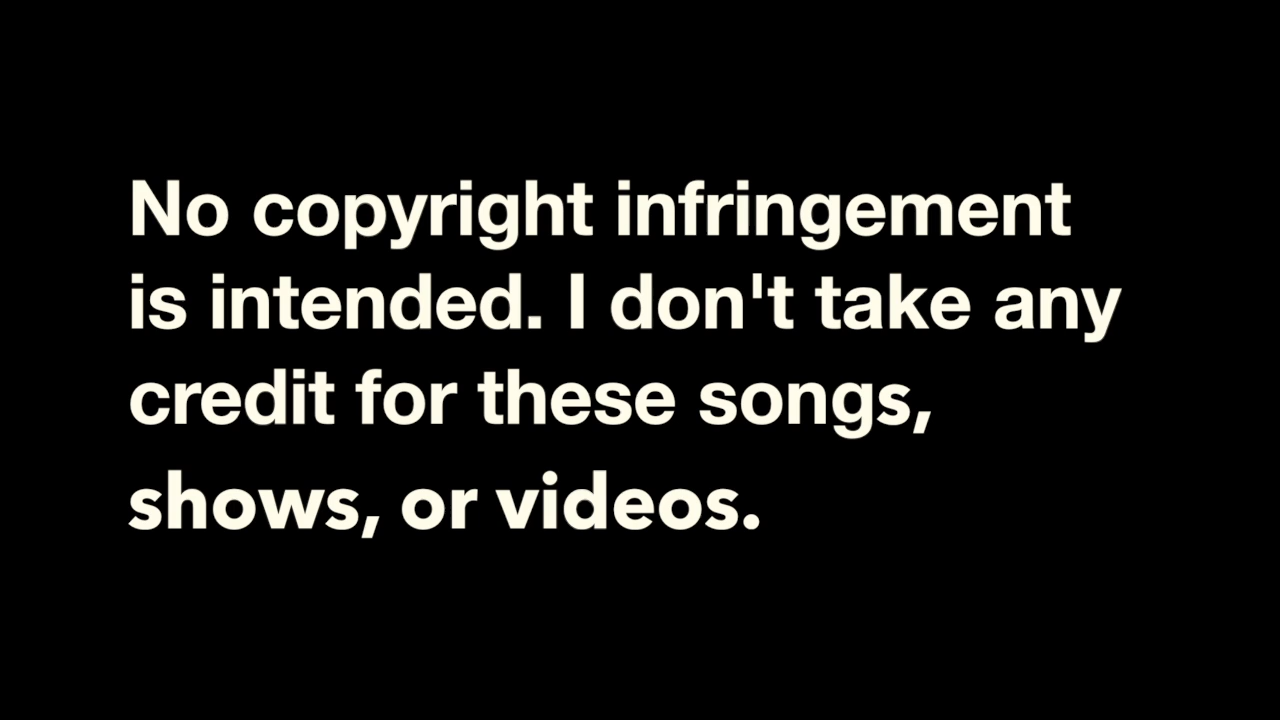 No copyright infringement
is intended. I don't take any
credit for these songs,
shows, or videos.